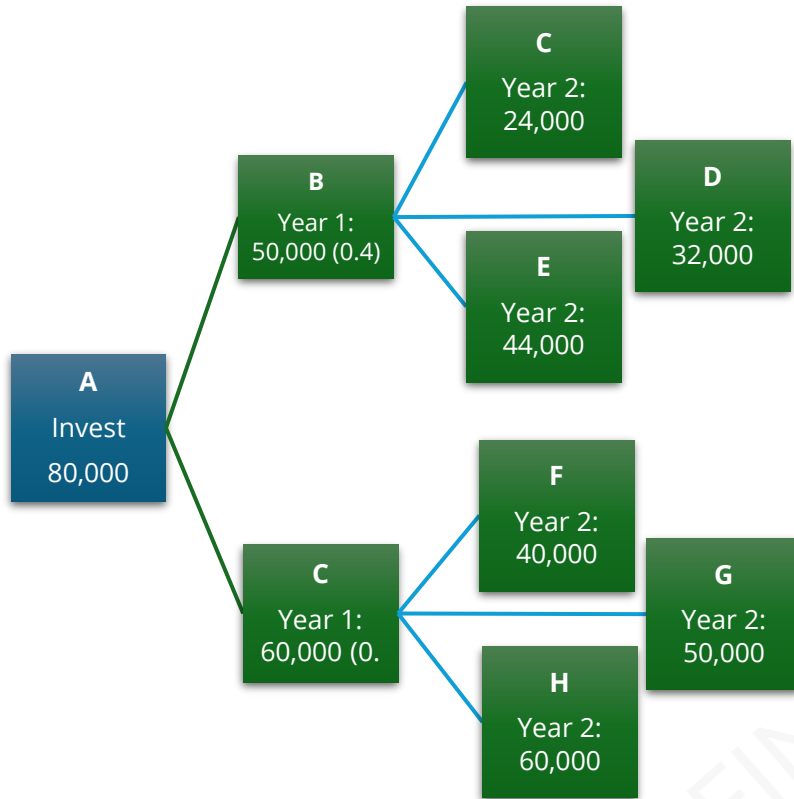 C
Year 2:
24,000
B
Year 1:
50,000 (0.4)
D
Year 2:
32,000
E
Year 2:
44,000
A
Invest
80,000
F
Year 2:
40,000
C
Year 1:
60,000 (0.
G
Year 2:
50,000
H
Year 2:
60,000